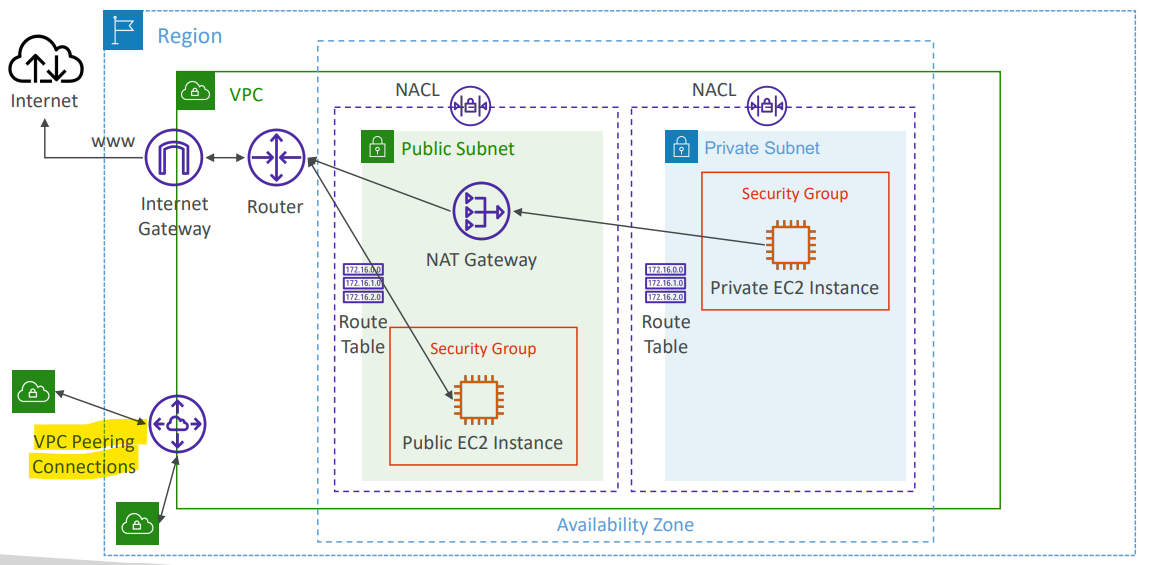 Region
Internet
VPC
NACL
NACL
www
Public Subnet
Private Subnet
Security Group
Internet
Gateway
Router
NAT Gateway
172.16.0.0
172.16.1.0
172.16.2.0
172.16.0.0
172.16.1.0
172.16.2.0
Private EC2 Instance
Route
Table
Route
Table
Security Group
Public EC2 Instance
VPC Peering
Connections
Availability Zone